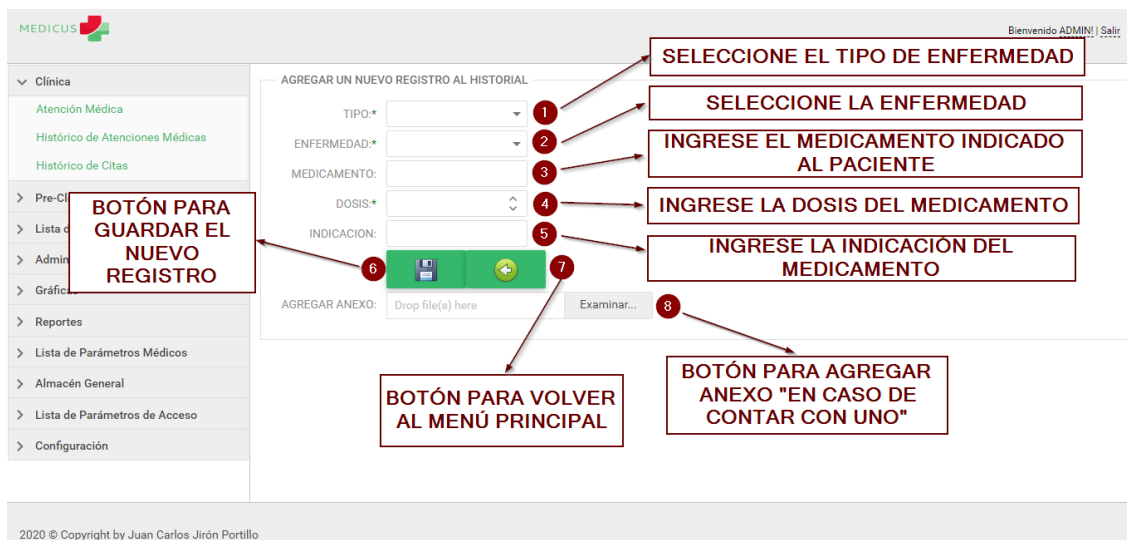 MEDICUS
Bienvenido ADMIN! | Salir
Clínica
Atención Médica
Histórico de Atenciones Médicas
Histórico de Citas
Pre-Cl
Lista
Admin
Gráfic
Reportes
Lista de Parámetros Médicos
Almacén General
Lista de Parámetros de Acceso
Configuración
AGREGAR UN NUEVO REGISTRO AL HISTORIAL
TIPO:*
1
SELECCIONE EL TIPO DE ENFERMEDAD
ENFERMEDAD:*
2
SELECCIONE LA ENFERMEDAD
MEDICAMENTO:
3
INGRESE EL MEDICAMENTO INDICADO
AL PACIENTE
DOSIS:*
4
INGRESE LA DOSIS DEL MEDICAMENTO
INDICACION:
5
INGRESE LA INDICACIÓN DEL
MEDICAMENTO
BOTÓN PARA
GUARDAR EL
NUEVO
REGISTRO
6
7
AGREGAR ANEXO:
Drop file(s) here
Examinar...
8
BOTÓN PARA VOLVER
AL MENÚ PRINCIPAL
BOTÓN PARA AGREGAR
ANEXO "EN CASO DE
CONTAR CON UNO"
2020 © Copyright by Juan Carlos Jirón Portillo